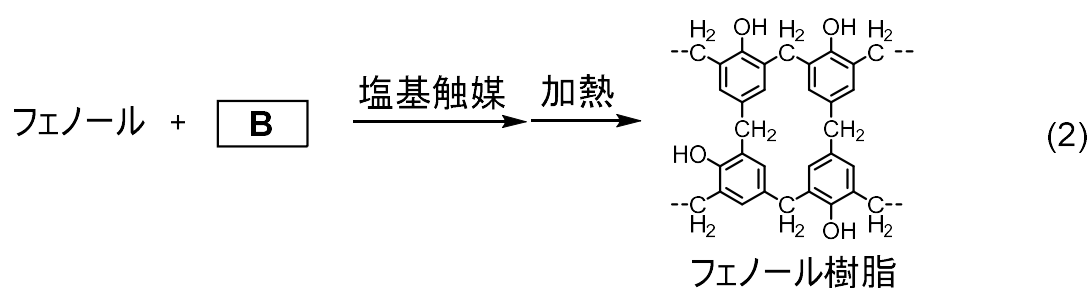 H₂ OH H₂ OH H₂
--C C C--
塩基触媒 加熱
フェノール + B (2)
CH₂ CH₂
HO
--C C C--
H₂ H₂ OH H₂
フェノール樹脂